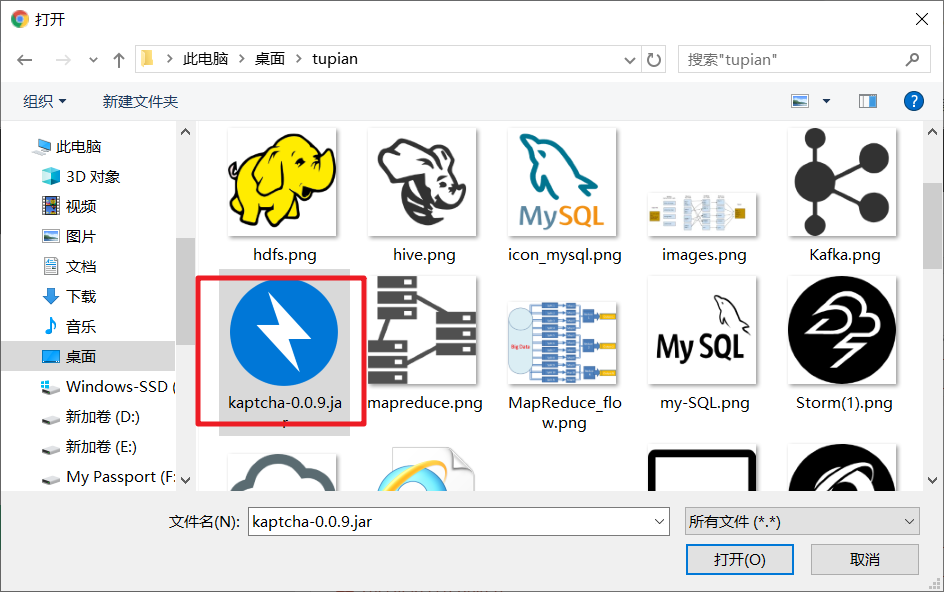 打开
此电脑 > 桌面 > tupian
搜索"tupian"
组织
新建文件夹
?
此电脑
3D 对象
视频
图片
文档
下载
音乐
桌面
Windows-SSD (
新加卷 (D:)
新加卷 (E:)
My Passport (F:
hdfs.png
hive.png
MySQL
icon_mysql.png
images.png
Kafka.png
kaptcha-0.0.9.ja
r
mapreduce.png
Big Data
MapReduce_flo
w.png
My SQL
my-SQL.png
Storm(1).png
文件名(N):
kaptcha-0.0.9.jar
所有文件 (*.*)
打开(O)
取消